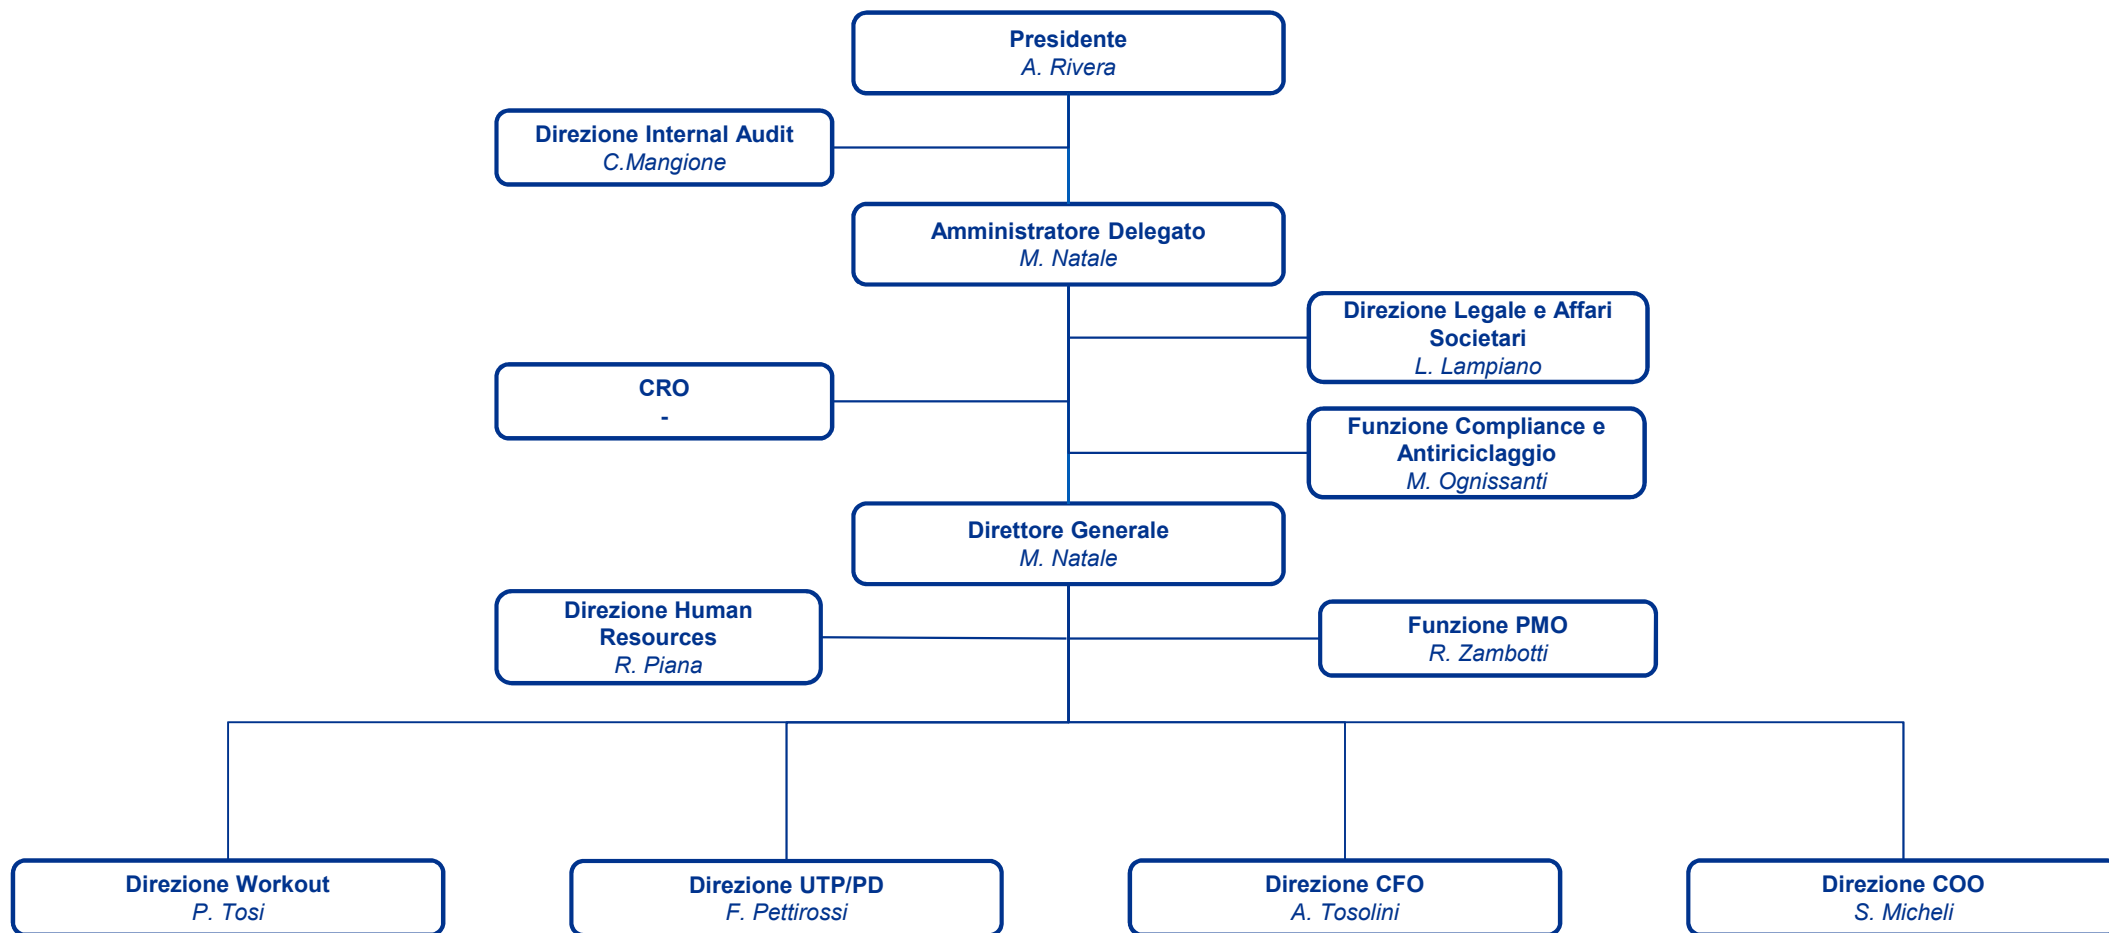 Presidente
A. Rivera
Direzione Internal Audit
C.Mangione
Amministratore Delegato
M. Natale
Direzione Legale e Affari
Societari
L. Lampiano
CRO
-
Funzione Compliance e
Antiriciclaggio
M. Ognissanti
Direttore Generale
M. Natale
Direzione Human
Resources
R. Piana
Funzione PMO
R. Zambotti
Direzione Workout
P. Tosi
Direzione UTP/PD
F. Pettirossi
Direzione CFO
A. Tosolini
Direzione COO
S. Micheli